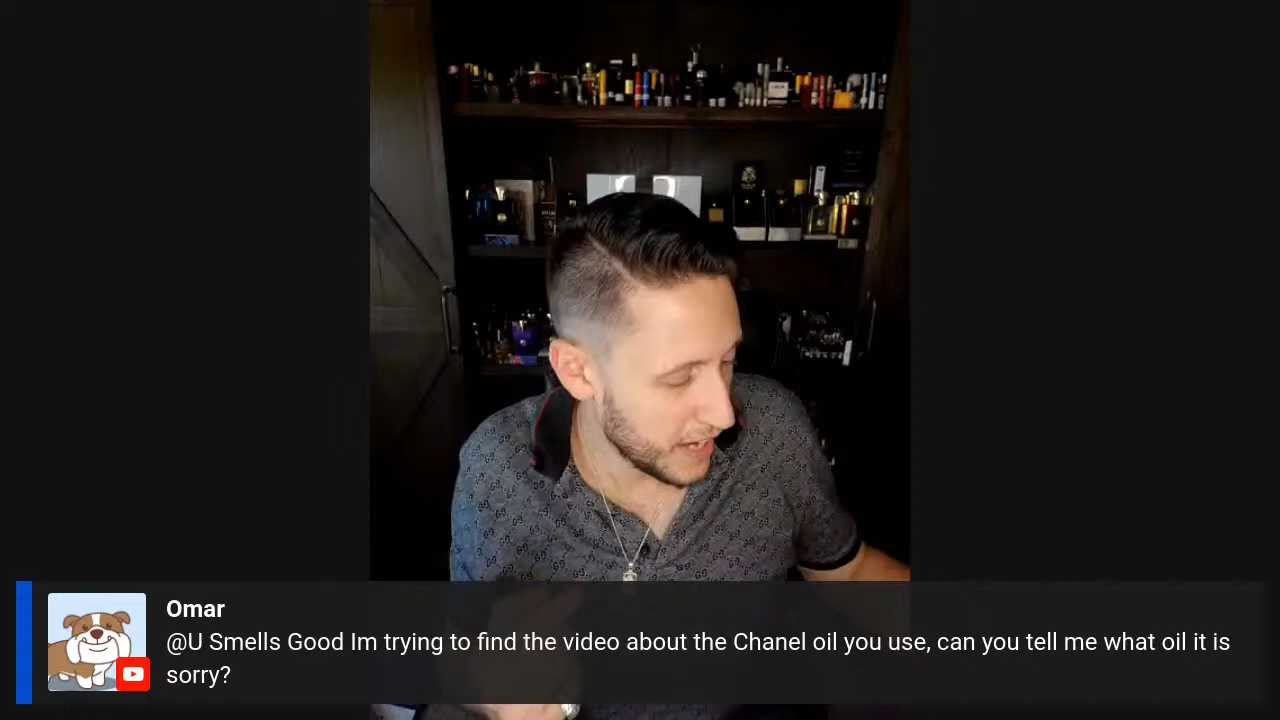 Omar
@U Smells Good Im trying to find the video about the Chanel oil you use, can you tell me what oil it is
sorry?